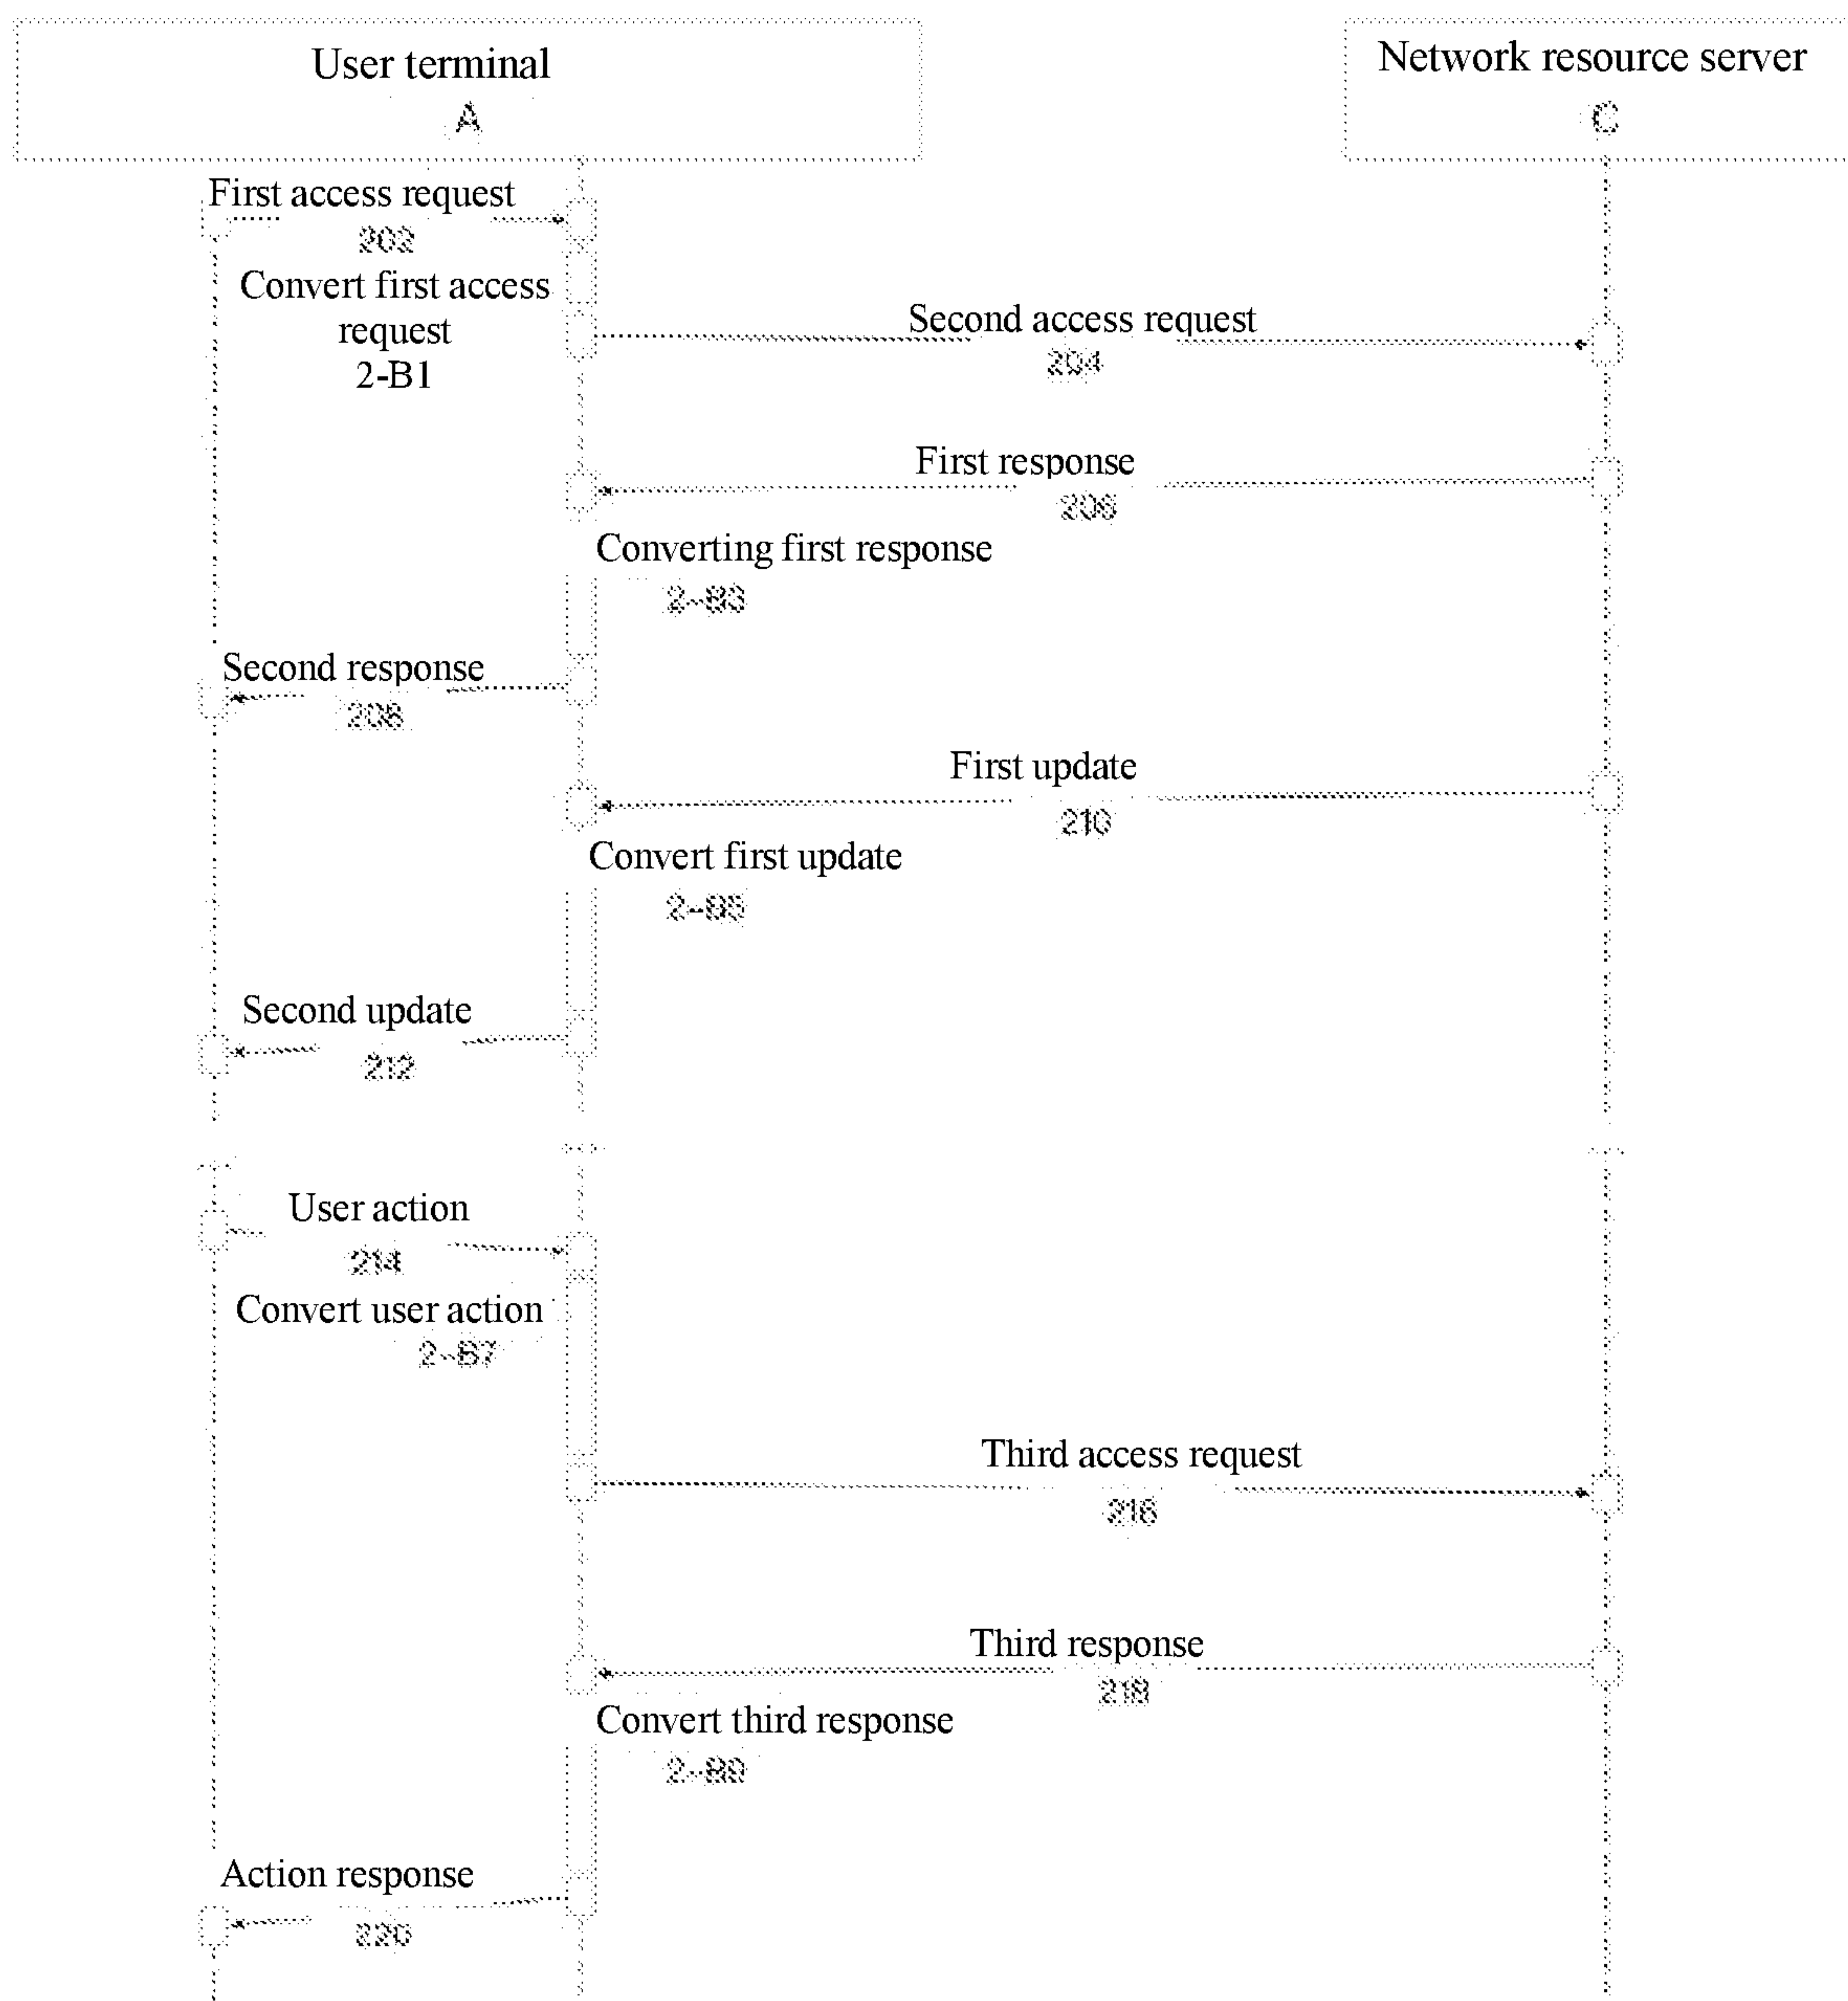 User terminal
A
Network resource server
C
First access request
202
Convert first access
request
2-B1
Second access request
204
First response
206
Converting first response
2-B3
Second response
208
First update
210
Convert first update
2-B5
Second update
212
User action
214
Convert user action
2-B7
Third access request
216
Third response
218
Convert third response
2-B9
Action response
220